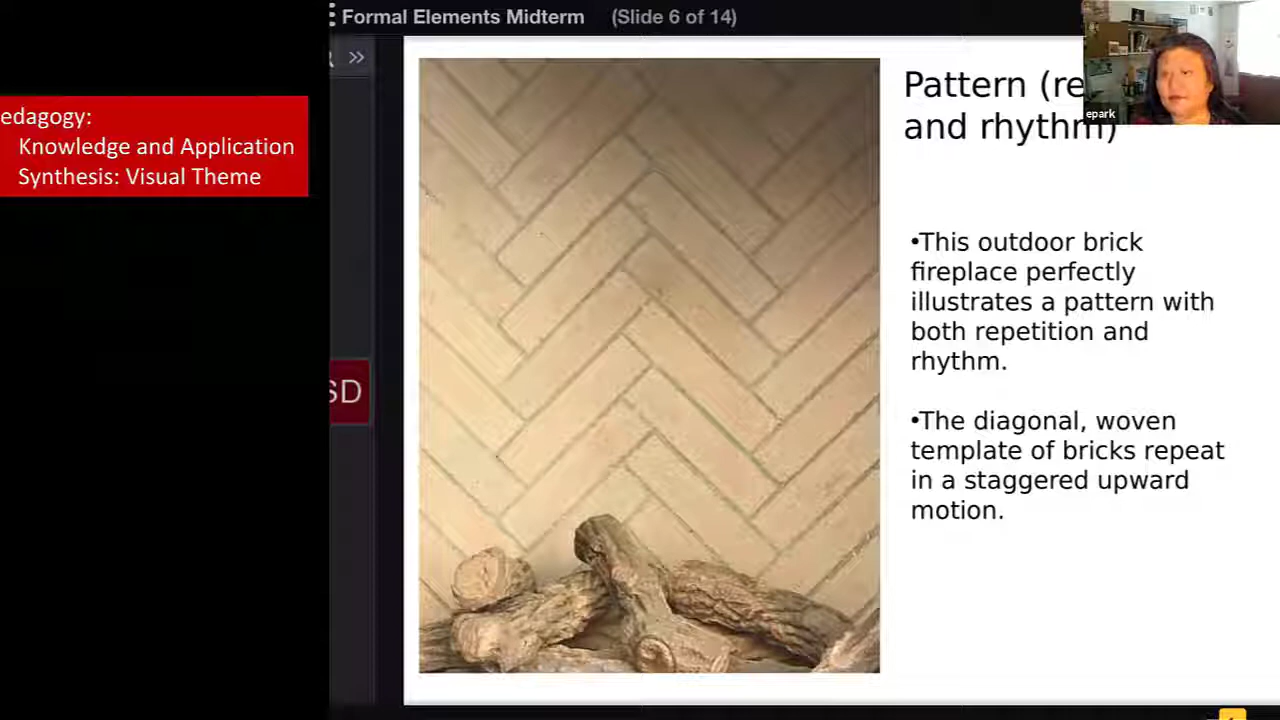 Formal Elements Midterm (Slide 6 of 14)
edagogy:
Knowledge and Application
Synthesis: Visual Theme
SD
Pattern (re
and rhythm)
epark
•This outdoor brick
fireplace perfectly
illustrates a pattern with
both repetition and
rhythm.
•The diagonal, woven
template of bricks repeat
in a staggered upward
motion.